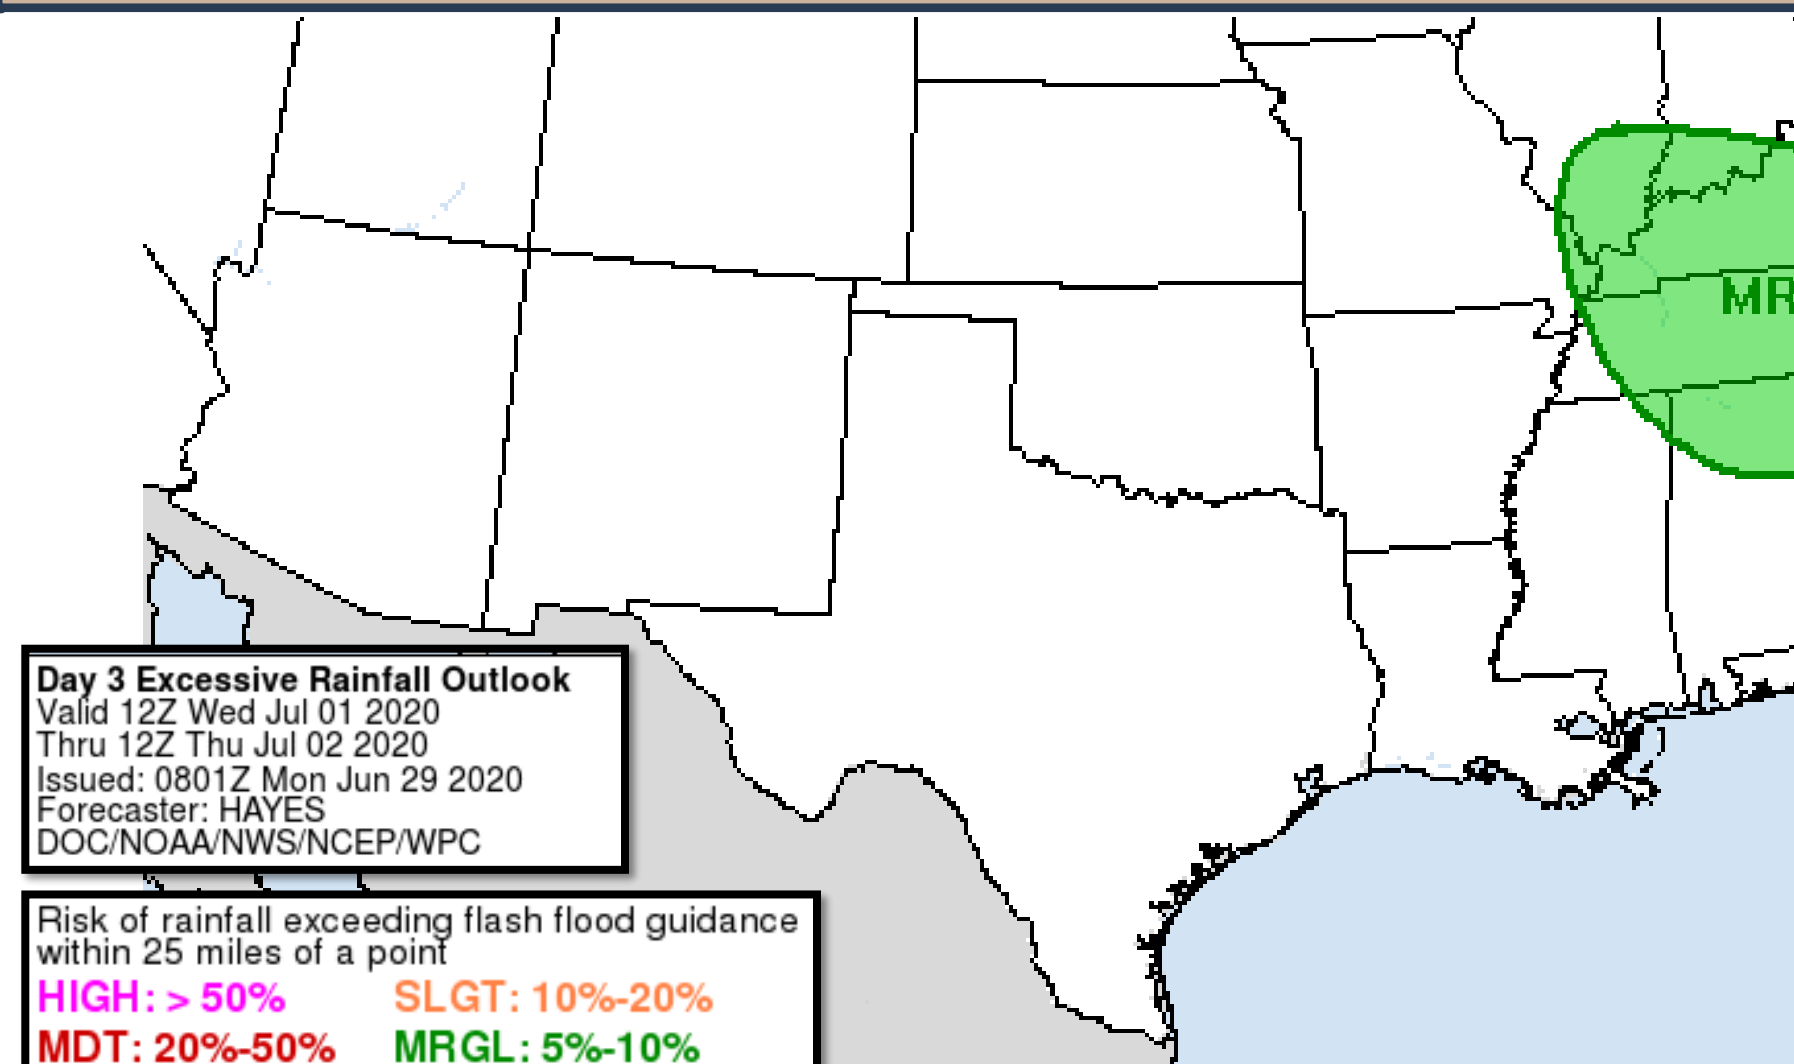 MR
Day 3 Excessive Rainfall Outlook
Valid 12Z Wed Jul 01 2020
Thru 12Z Thu Jul 02 2020
Issued: 0801Z Mon Jun 29 2020
Forecaster: HAYES
DOC/NOAA/NWS/NCEP/WPC
Risk of rainfall exceeding flash flood guidance
within 25 miles of a point
HIGH: > 50% SLGT: 10%-20%
MDT: 20%-50% MRGL: 5%-10%